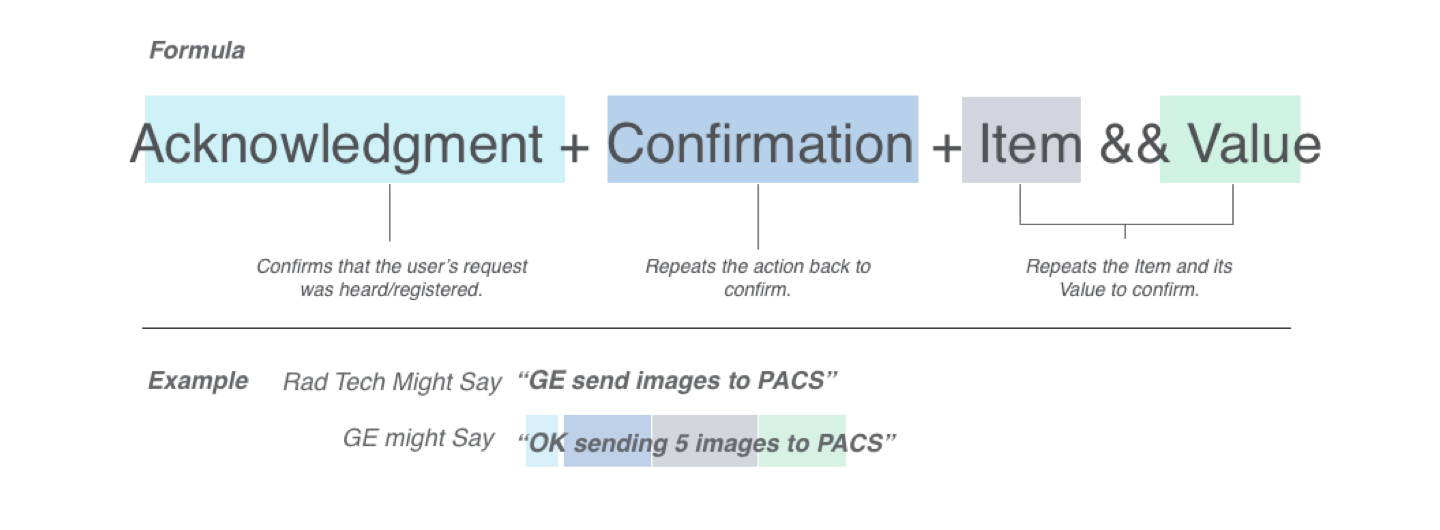 Formula
Acknowledgment + Confirmation + Item && Value
Confirms that the user’s request
was heard/registered.
Repeats the action back to
confirm.
Repeats the Item and its
Value to confirm.
Example Rad Tech Might Say “GE send images to PACS”
GE might Say “OK sending 5 images to PACS”